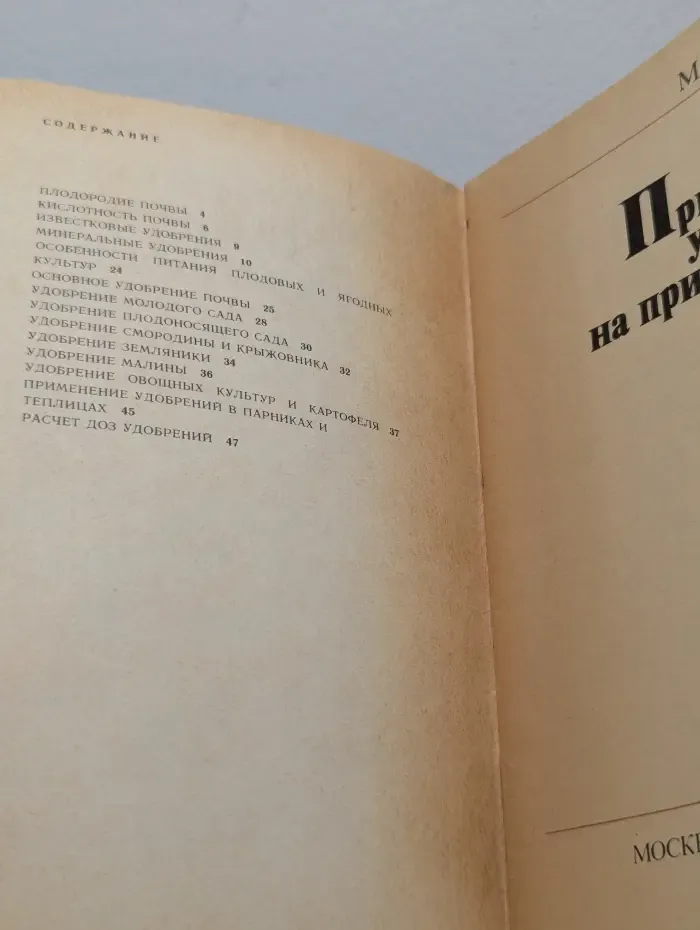 СОДЕРЖАНИЕ
ПЛОДОРОДИЕ ПОЧВЫ 4
КИСЛОТНОСТЬ ПОЧВЫ 6
ИЗВЕСТКОВЫЕ УДОБРЕНИЯ 9
МИНЕРАЛЬНЫЕ УДОБРЕНИЯ 10
ОСОБЕННОСТИ ПИТАНИЯ ПЛОДОВЫХ И ЯГОДНЫХ
КУЛЬТУР 24
ОСНОВНОЕ УДОБРЕНИЕ ПОЧВЫ 25
УДОБРЕНИЕ МОЛОДОГО САДА 28
УДОБРЕНИЕ ПЛОДОНОСЯЩЕГО САДА 30
УДОБРЕНИЕ СМОРОДИНЫ И КРЫЖОВНИКА 32
УДОБРЕНИЕ ЗЕМЛЯНИКИ 34
УДОБРЕНИЕ МАЛИНЫ 36
УДОБРЕНИЕ ОВОЩНЫХ КУЛЬТУР И КАРТОФЕЛЯ 37
ПРИМЕНЕНИЕ УДОБРЕНИЙ В ПАРНИКАХ И
ТЕПЛИЦАХ 45
РАСЧЕТ ДОЗ УДОБРЕНИЙ 47
М
на